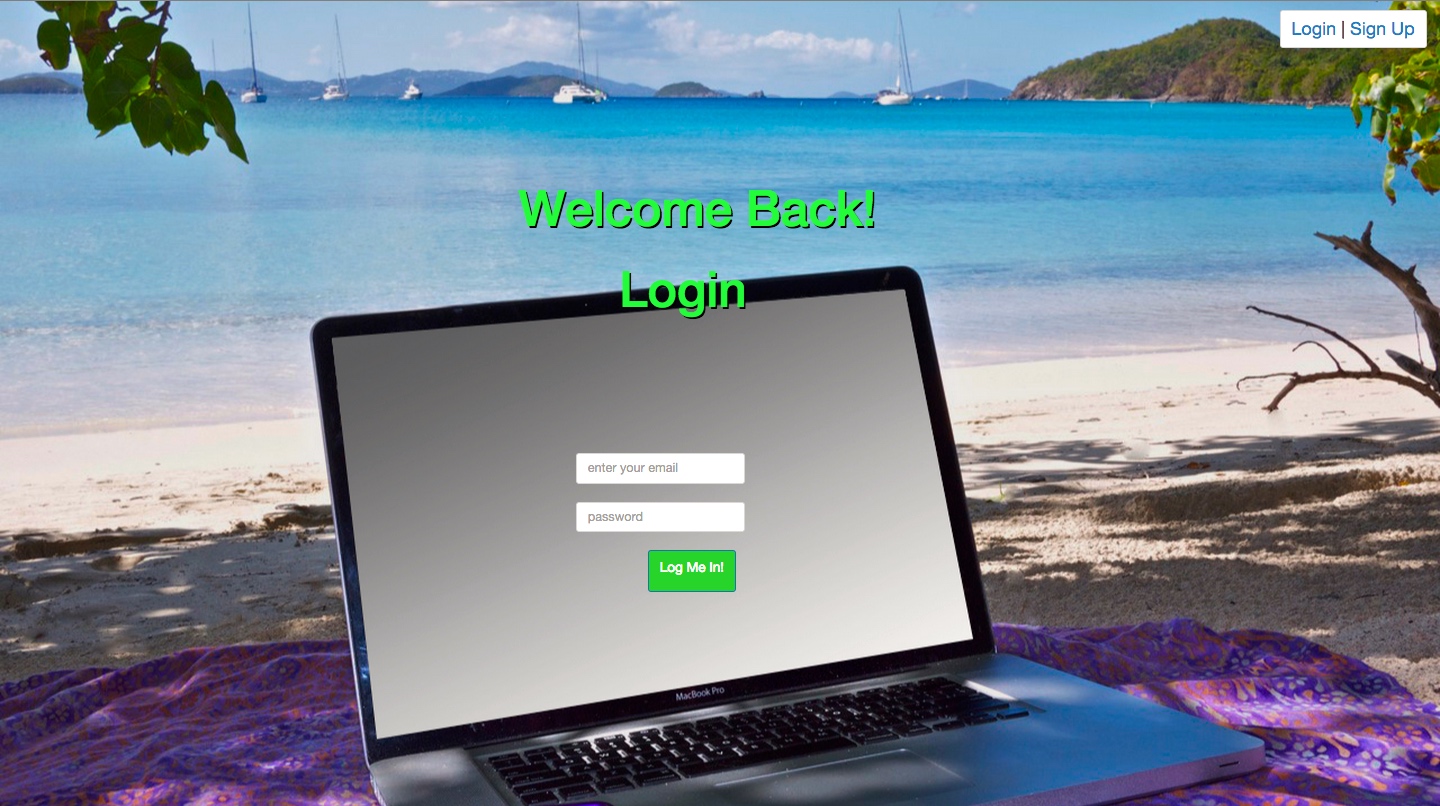 Login | Sign Up
Welcome Back!
Login
enter your email
password
Log Me In!
MacBook Pro